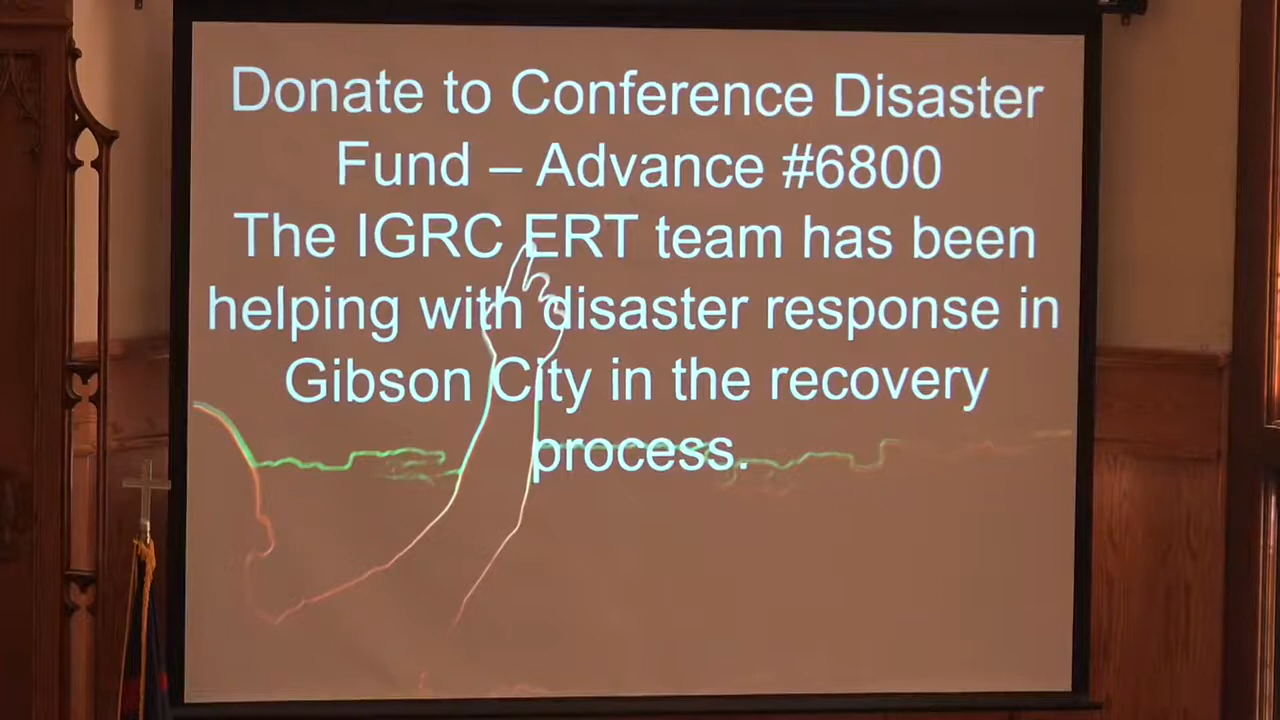 Donate to Conference Disaster
Fund – Advance #6800
The IGRC ERT team has been
helping with disaster response in
Gibson City in the recovery
process.